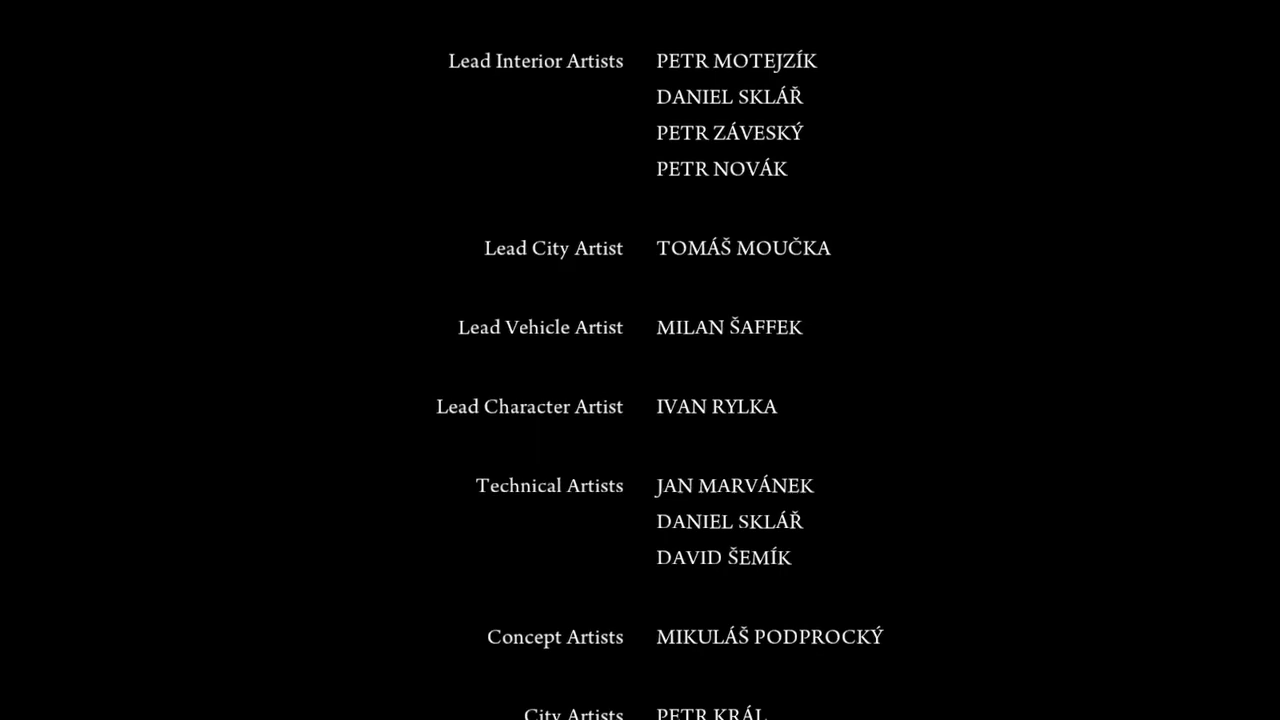 Lead Interior Artists PETR MOTEJZÍK
DANIEL SKLÁŘ
PETR ZÁVESKÝ
PETR NOVÁK
Lead City Artist TOMÁŠ MOUČKA
Lead Vehicle Artist MILAN ŠAFFEK
Lead Character Artist IVAN RYLKA
Technical Artists JAN MARVÁNEK
DANIEL SKLÁŘ
DAVID ŠEMÍK
Concept Artists MIKULÁŠ PODPROCKÝ
City Artists PETR KRÁL